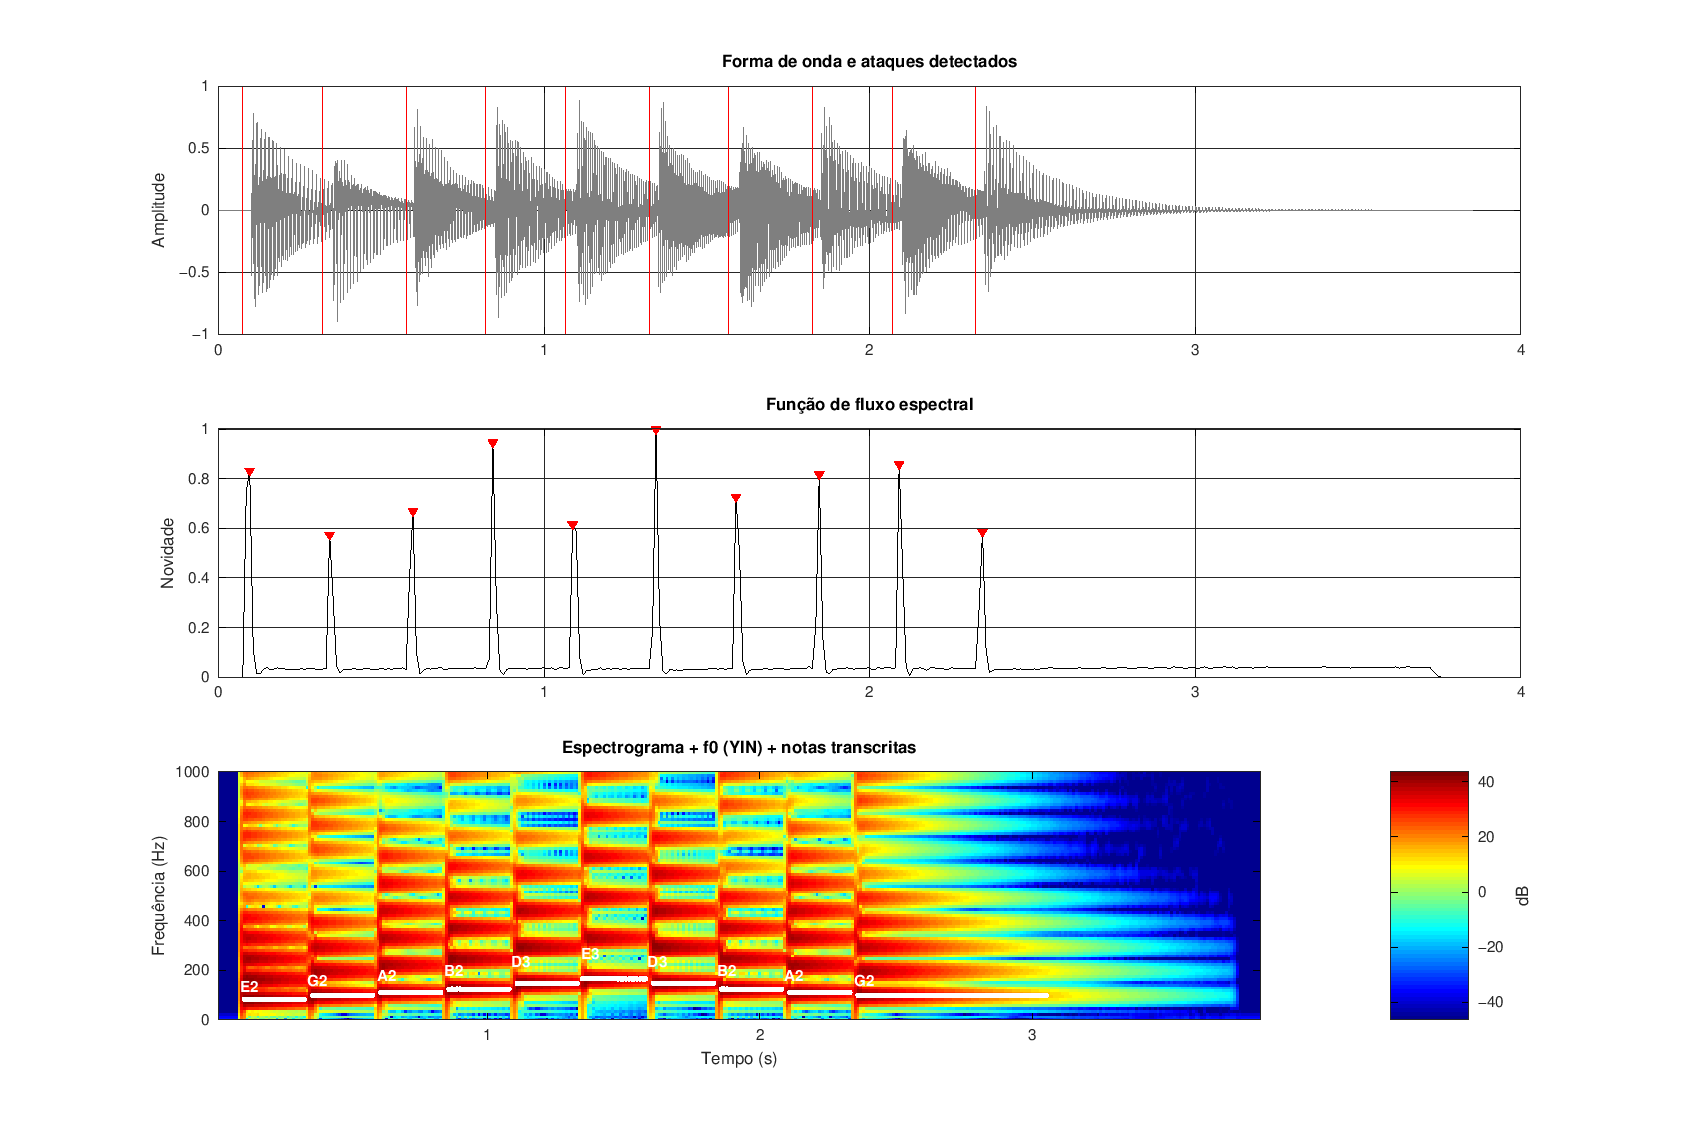 Forma de onda e ataques detectados
1
0.5
0
−0.5
−1
Amplitude
0 1 2 3 4
Função de fluxo espectral
1
0.8
0.6
0.4
0.2
0
Novidade
0 1 2 3 4
Espectrograma + f0 (YIN) + notas transcritas
1000
800
600
400
200
0
Frequência (Hz)
E2 G2 A2 B2 D3 E3 D3 B2 A2 G2
1 2 3
Tempo (s)
40
20
0
−20
−40
dB